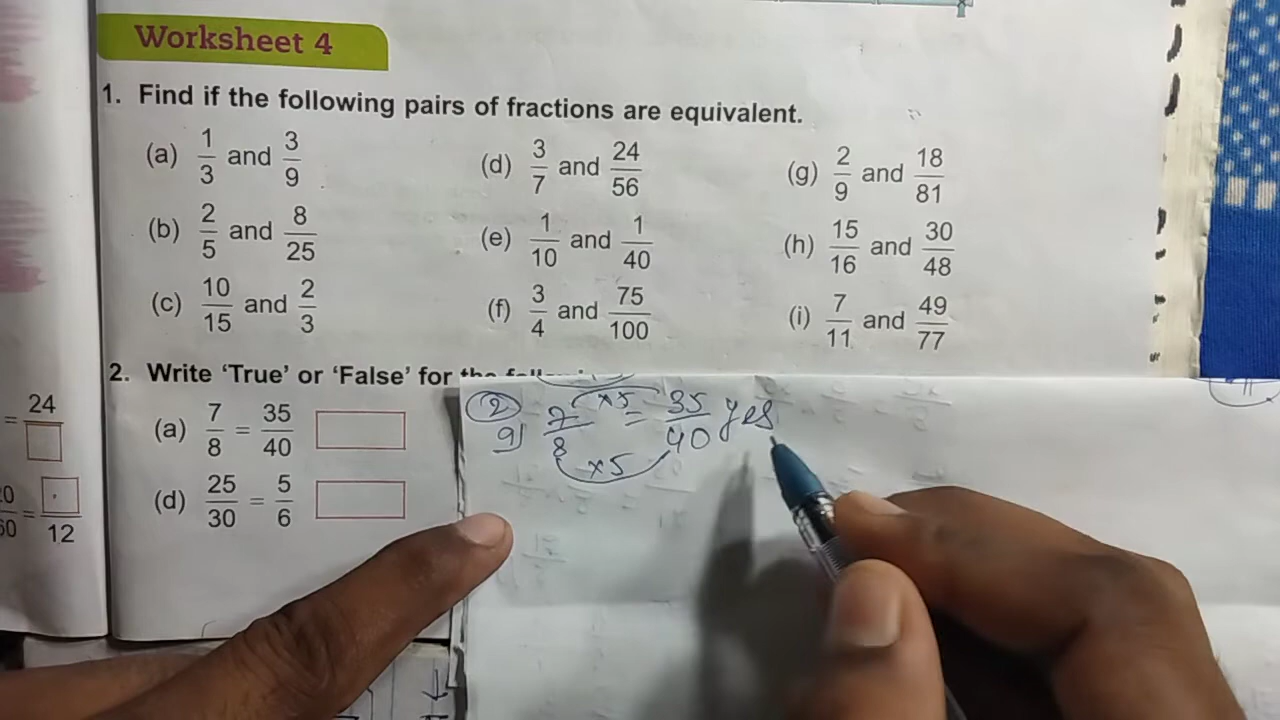 Worksheet 4
1. Find if the following pairs of fractions are equivalent.
(a) 1/3 and 3/9
(d) 3/7 and 24/56
(g) 2/9 and 18/81
(b) 2/5 and 8/25
(e) 1/10 and 1/40
(h) 15/16 and 30/48
(c) 10/15 and 2/3
(f) 3/4 and 75/100
(i) 7/11 and 49/77
2. Write 'True' or 'False' for the
(a) 7/8 = 35/40
(d) 25/30 = 5/6
= 24/
= /12
2
a) 7/8 = 35/40 yes
×5
×5